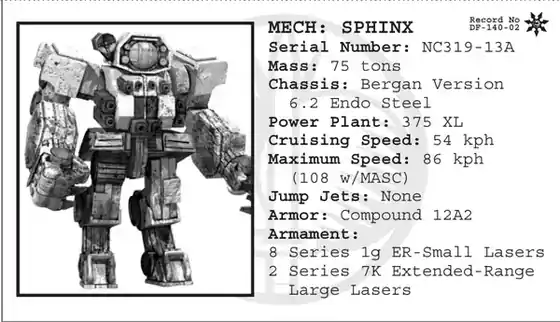 MECH: SPHINX
Record No
DF-140-02
Serial Number: NC319-13A
Mass: 75 tons
Chassis: Bergan Version
6.2 Endo Steel
Power Plant: 375 XL
Cruising Speed: 54 kph
Maximum Speed: 86 kph
(108 w/MASC)
Jump Jets: None
Armor: Compound 12A2
Armament:
8 Series 1g ER-Small Lasers
2 Series 7K Extended-Range
Large Lasers